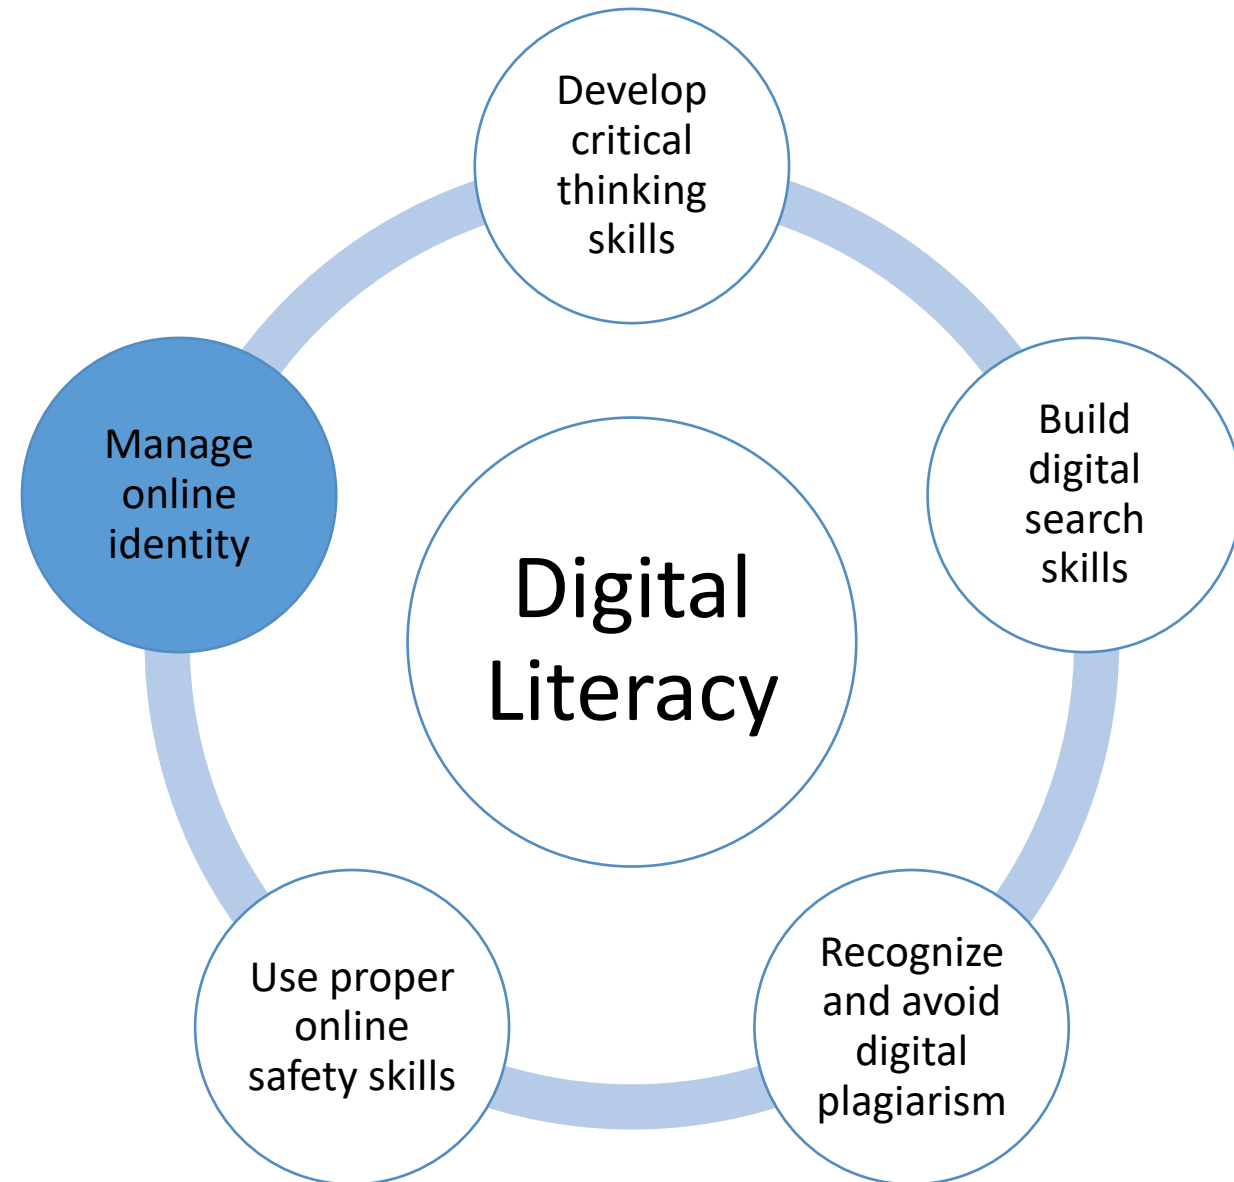 Develop
critical
thinking
skills
Build
digital
search
skills
Recognize
and avoid
digital
plagiarism
Use proper
online
safety skills
Manage
online
identity
Digital
Literacy